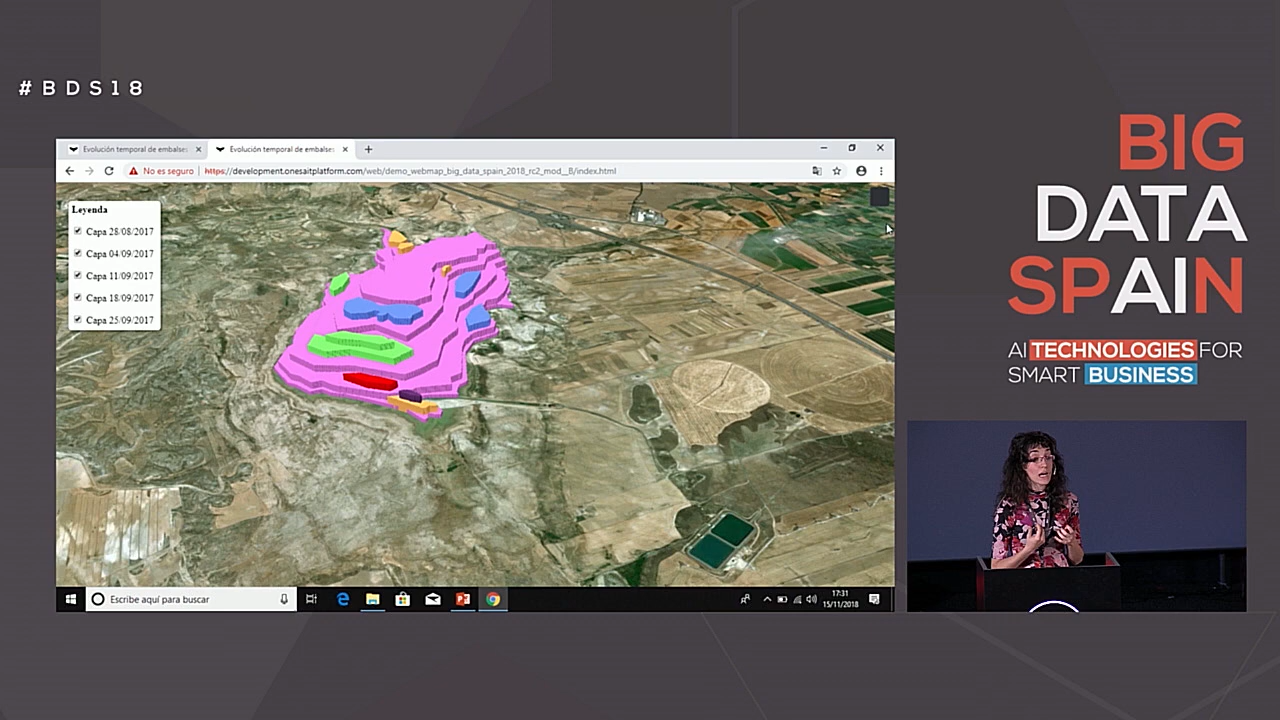 #BDS18
BIG
DATA
SPAIN
AI TECHNOLOGIES FOR
SMART BUSINESS
Evolución temporal de embalses
Evolución temporal de embalses
No es seguro | https://development.onesaitplatform.com/web/demo_webmap_big_data_spain_2018_rc2_mod__8/index.html
Leyenda
Capa 28/08/2017
Capa 04/09/2017
Capa 11/09/2017
Capa 18/09/2017
Capa 25/09/2017
Escribe aquí para buscar
17:31
15/11/2018